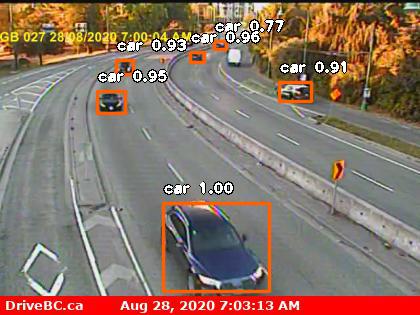 car 0.77
GB 027 28/08/2020 7:00:04 AM
car 0.93
car 0.96
car 0.95
car 0.91
car 1.00
DriveBC.ca Aug 28, 2020 7:03:13 AM